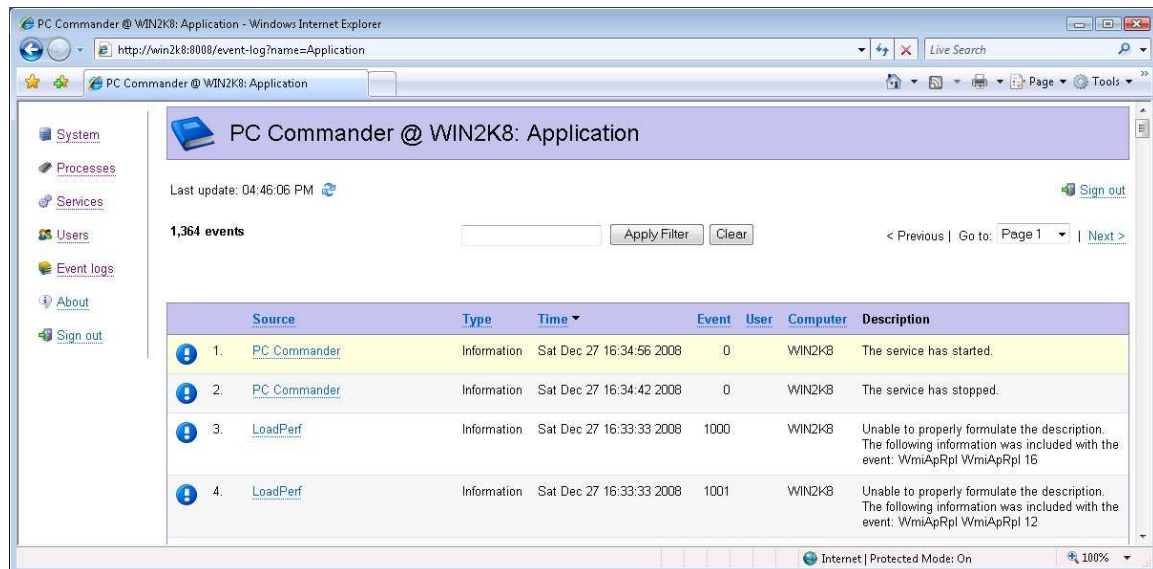 PC Commander @ WIN2K8: Application - Windows Internet Explorer
http://win2k8:8008/event-log?name=Application
Live Search
PC Commander @ WIN2K8: Application
Page
Tools
System
Processes
Services
Users
Event logs
About
Sign out
PC Commander @ WIN2K8: Application
Last update: 04:46:06 PM
Sign out
1,364 events
Apply Filter
Clear
< Previous | Go to: Page 1 | Next >
Source Type Time Event User Computer Description
1. PC Commander Information Sat Dec 27 16:34:56 2008 0 WIN2K8 The service has started.
2. PC Commander Information Sat Dec 27 16:34:42 2008 0 WIN2K8 The service has stopped.
3. LoadPerf Information Sat Dec 27 16:33:33 2008 1000 WIN2K8 Unable to properly formulate the description.
The following information was included with the
event: WmiApRpl WmiApRpl 16
4. LoadPerf Information Sat Dec 27 16:33:33 2008 1001 WIN2K8 Unable to properly formulate the description.
The following information was included with the
event: WmiApRpl WmiApRpl 12
Internet | Protected Mode: On
100%